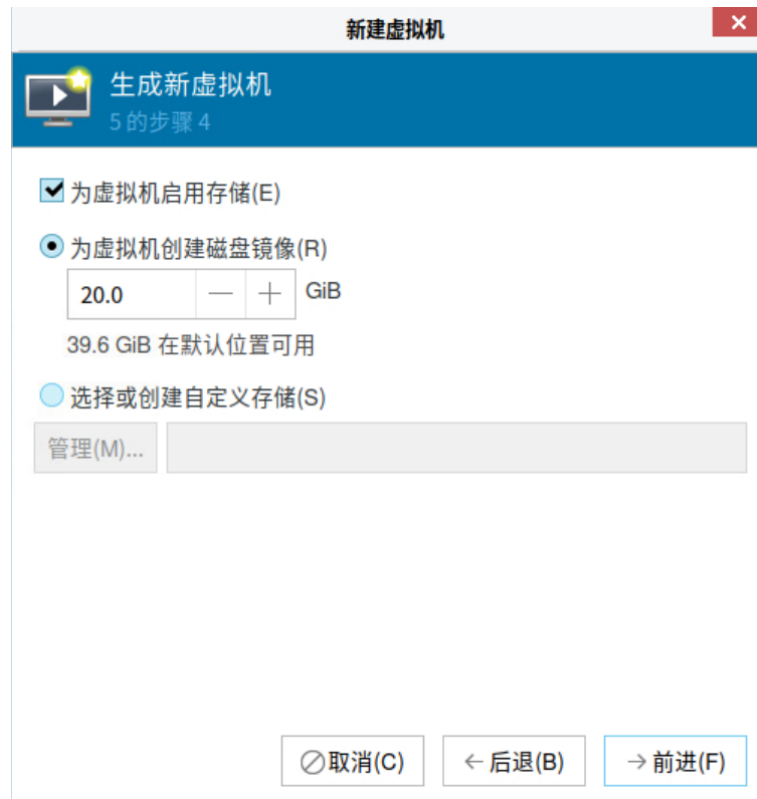 新建虚拟机
生成新虚拟机
5 的步骤 4
为虚拟机启用存储(E)
为虚拟机创建磁盘镜像(R)
20.0 GiB
39.6 GiB 在默认位置可用
选择或创建自定义存储(S)
管理(M)...
取消(C) 后退(B) 前进(F)